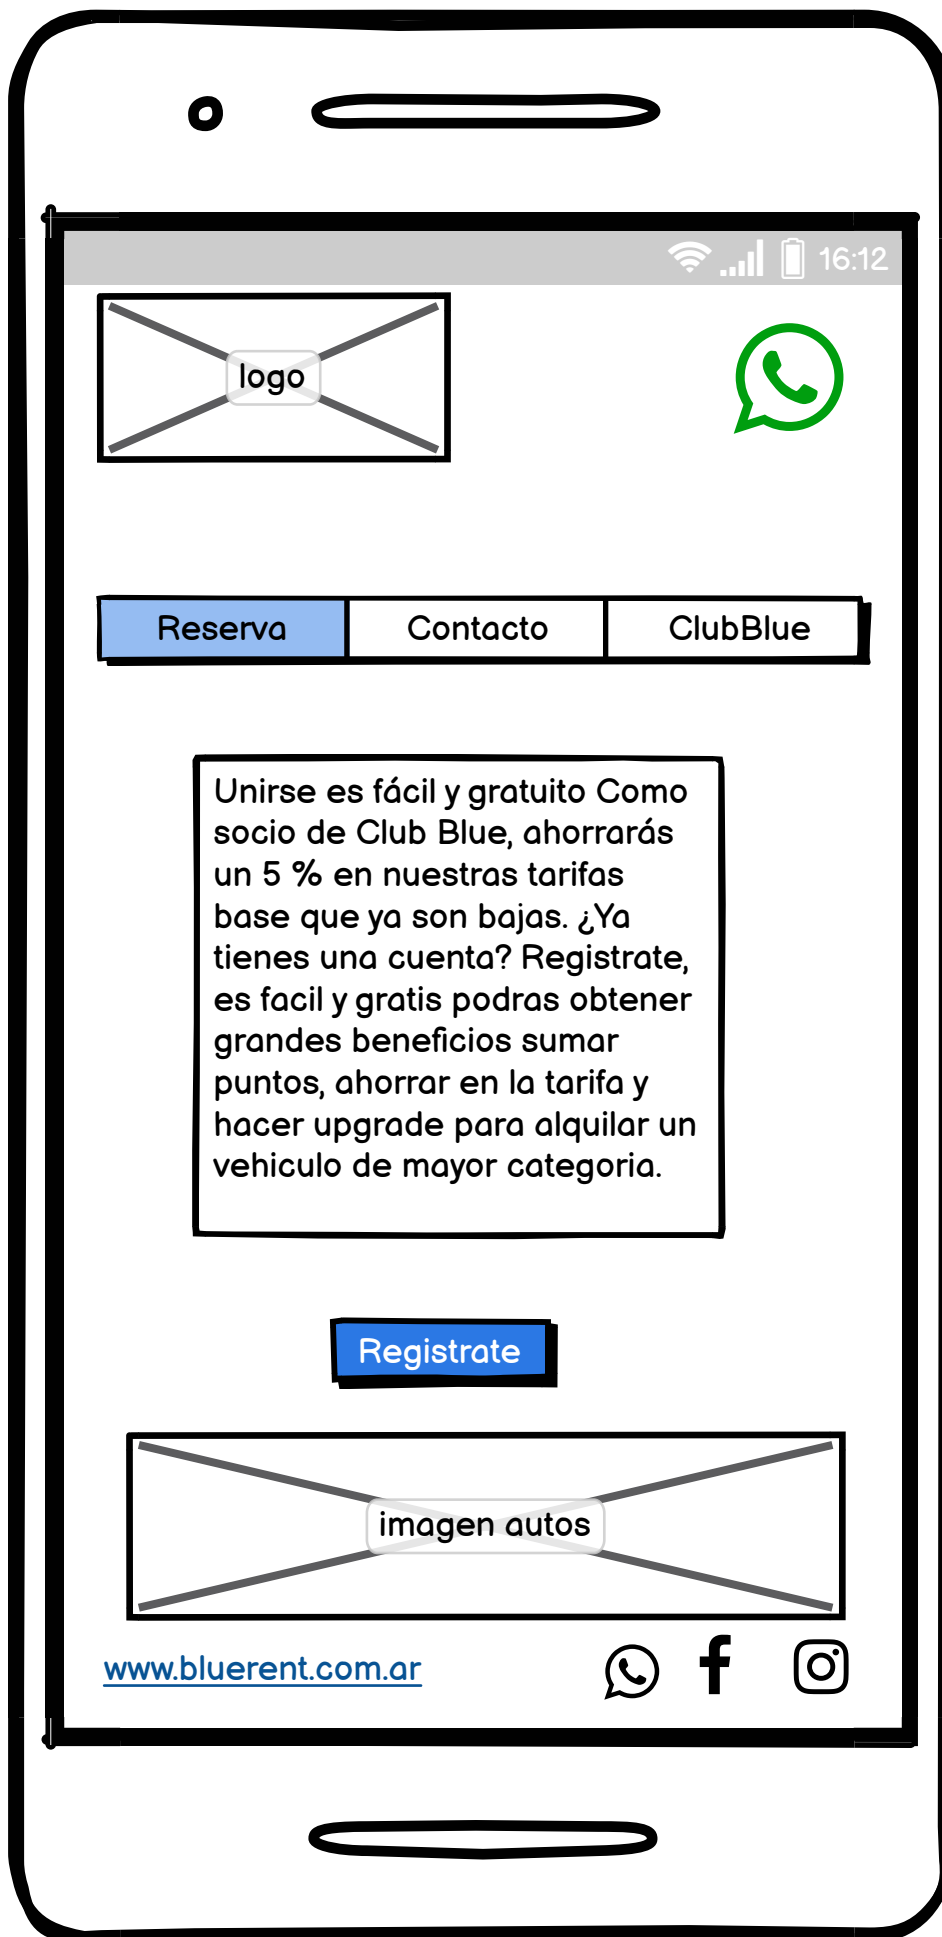 16:12
logo
Reserva Contacto ClubBlue
Unirse es fácil y gratuito Como
socio de Club Blue, ahorrarás
un 5 % en nuestras tarifas
base que ya son bajas. ¿Ya
tienes una cuenta? Registrate,
es facil y gratis podras obtener
grandes beneficios sumar
puntos, ahorrar en la tarifa y
hacer upgrade para alquilar un
vehiculo de mayor categoria.
Registrate
imagen autos
www.bluerent.com.ar